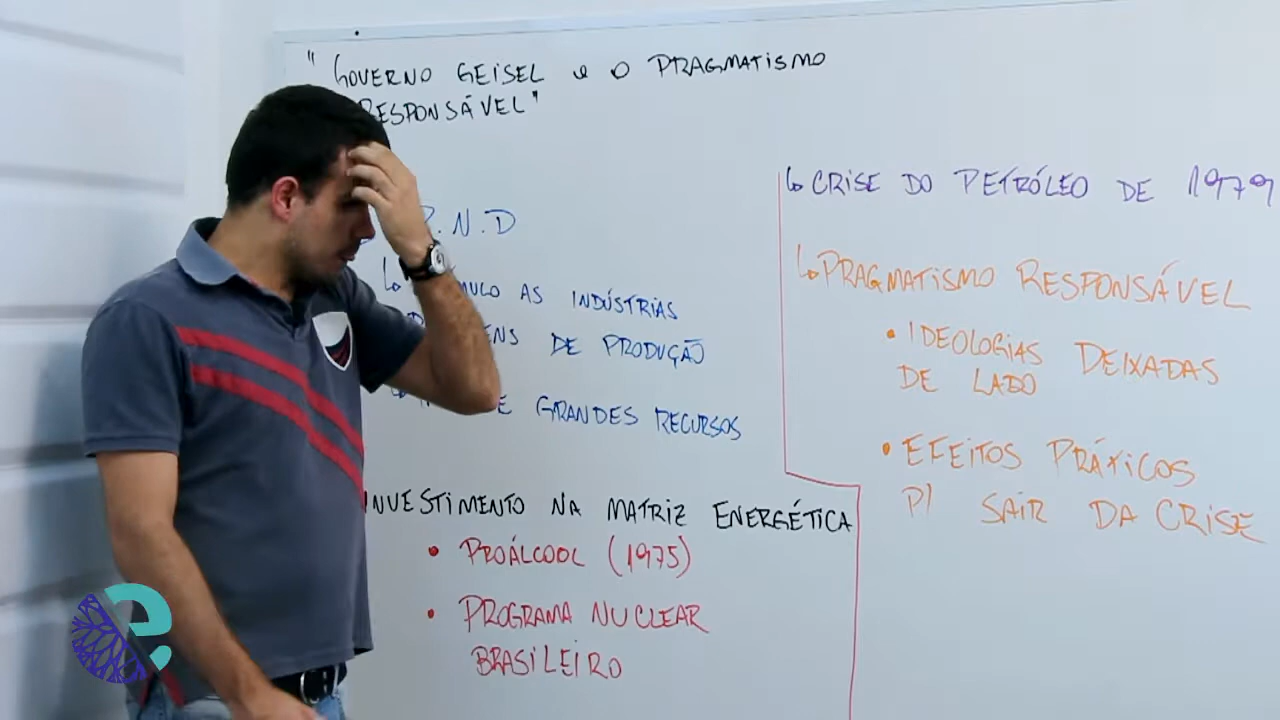 "GOVERNO GEISEL e O PRAGMATISMO
RESPONSÁVEL"
.N.D
AS INDÚSTRIAS
DE PRODUÇÃO
GRANDES RECURSOS
INVESTIMENTO NA MATRIZ ENERGÉTICA
• PROÁLCOOL (1975)
• PROGRAMA NUCLEAR
BRASILEIRO
↳ CRISE DO PETRÓLEO DE 1979
↳ PRAGMATISMO RESPONSÁVEL
• IDEOLOGIAS DEIXADAS
DE LADO
• EFEITOS PRÁTICOS
P/ SAIR DA CRISE